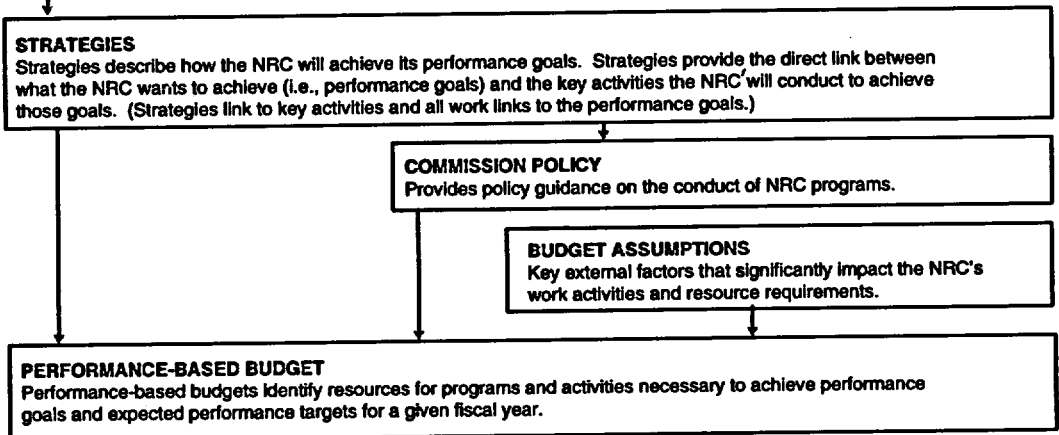 STRATEGIES
Strategies describe how the NRC will achieve its performance goals. Strategies provide the direct link between
what the NRC wants to achieve (i.e., performance goals) and the key activities the NRC will conduct to achieve
those goals. (Strategies link to key activities and all work links to the performance goals.)
COMMISSION POLICY
Provides policy guidance on the conduct of NRC programs.
BUDGET ASSUMPTIONS
Key external factors that significantly impact the NRC's
work activities and resource requirements.
PERFORMANCE-BASED BUDGET
Performance-based budgets identify resources for programs and activities necessary to achieve performance
goals and expected performance targets for a given fiscal year.